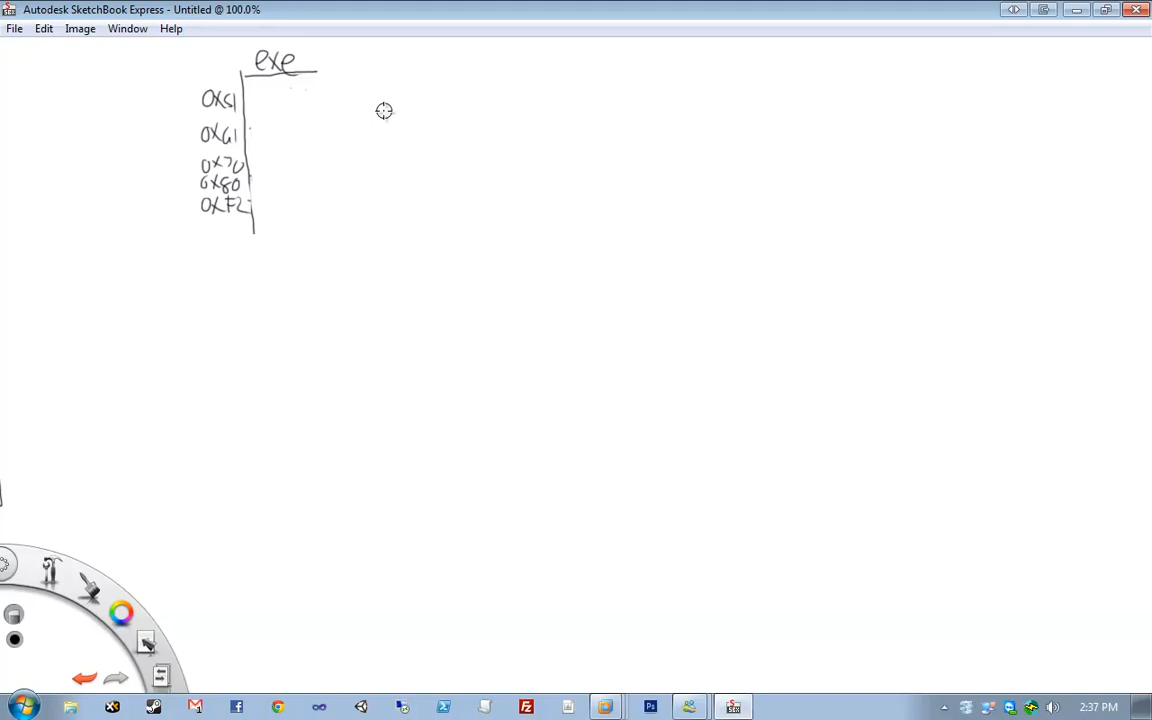 Autodesk SketchBook Express - Untitled @ 100.0%
File Edit Image Window Help
exe
0x51
0x61
0x70
0x80
0xF2
2:37 PM